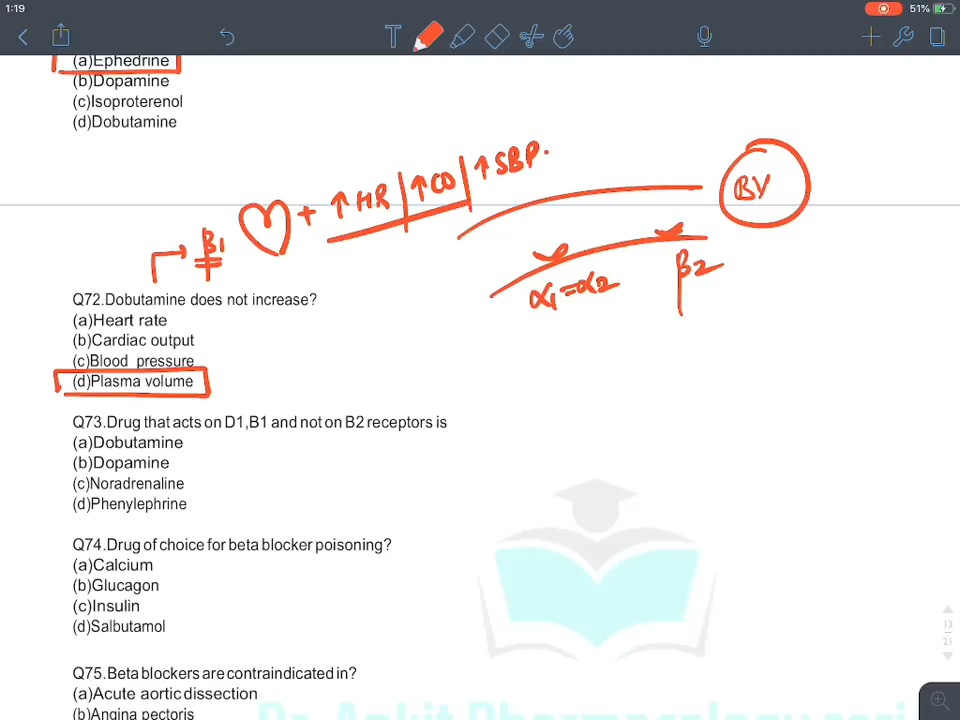 1:19
51%
T
(a)Ephedrine
(b)Dopamine
(c)Isoproterenol
(d)Dobutamine
+ ↑HR | ↑CO | ↑SBP.
BV
β1
α1=α2
β2
Q72.Dobutamine does not increase?
(a)Heart rate
(b)Cardiac output
(c)Blood pressure
(d)Plasma volume
Q73.Drug that acts on D1,B1 and not on B2 receptors is
(a)Dobutamine
(b)Dopamine
(c)Noradrenaline
(d)Phenylephrine
Q74.Drug of choice for beta blocker poisoning?
(a)Calcium
(b)Glucagon
(c)Insulin
(d)Salbutamol
13
21
Q75.Beta blockers are contraindicated in?
(a)Acute aortic dissection
(b)Angina pectoris